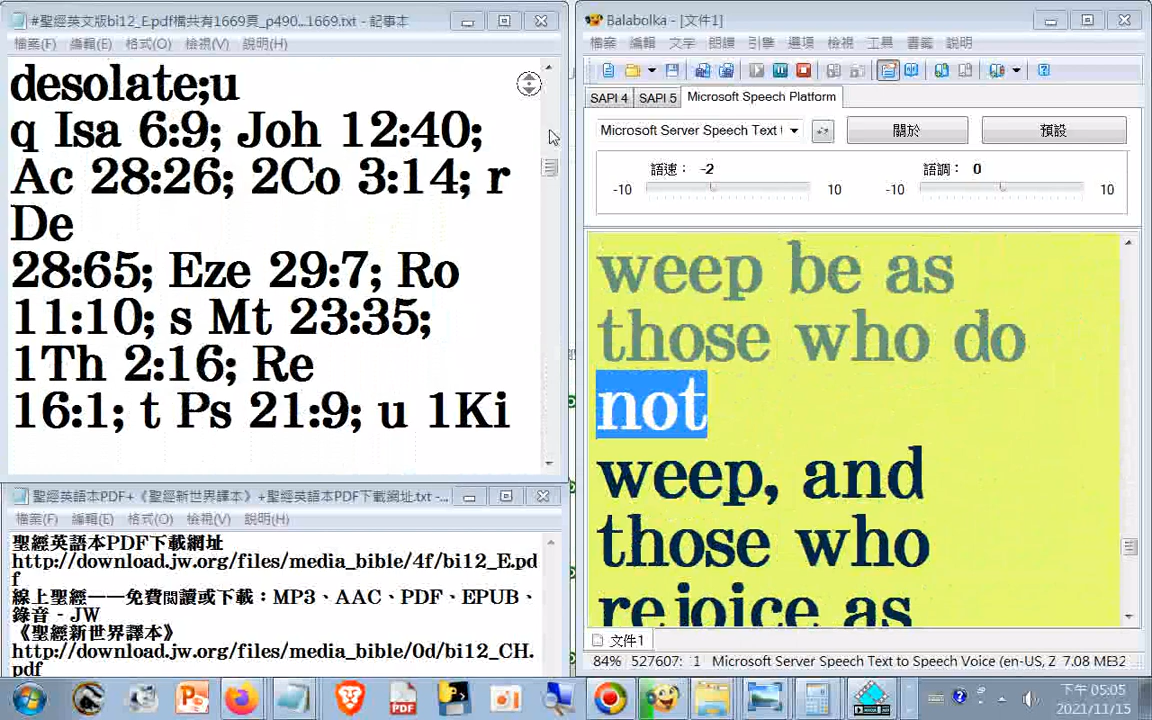 #聖經英文版bi12_E.pdf檔共有1669頁_p490..._1669.txt - 記事本
檔案(F) 編輯(E) 格式(O) 檢視(V) 說明(H)
desolate;u
q Isa 6:9; Joh 12:40;
Ac 28:26; 2Co 3:14; r
De
28:65; Eze 29:7; Ro
11:10; s Mt 23:35;
1Th 2:16; Re
16:1; t Ps 21:9; u 1Ki
聖經英語本PDF+《聖經新世界譯本》+聖經英語本PDF下載網址.txt - ...
檔案(F) 編輯(E) 格式(O) 檢視(V) 說明(H)
聖經英語本PDF下載網址
http://download.jw.org/files/media_bible/4f/bi12_E.pd
f
線上聖經——免費閱讀或下載：MP3、AAC、PDF、EPUB、
錄音 - JW
《聖經新世界譯本》
http://download.jw.org/files/media_bible/0d/bi12_CH.
pdf
Balabolka - [文件1]
檔案 編輯 文字 朗讀 引擎 選項 檢視 工具 書籤 說明
SAPI 4 SAPI 5 Microsoft Speech Platform
Microsoft Server Speech Text 關於 預設
語速： -2 語調： 0
-10 10 -10 10
weep be as
those who do
not
weep, and
those who
rejoice as
文件1
84% 527607: 1 Microsoft Server Speech Text to Speech Voice (en-US, Z 7.08 MB
PDF
下午 05:05
2021/11/15